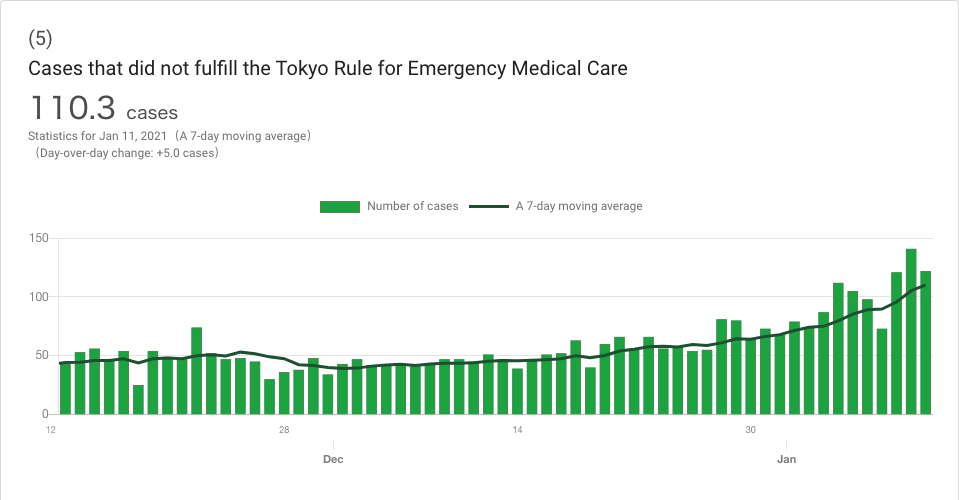 (5)
Cases that did not fulfill the Tokyo Rule for Emergency Medical Care
110.3 cases
Statistics for Jan 11, 2021（A 7-day moving average）
（Day-over-day change: +5.0 cases）
Number of cases A 7-day moving average
150
100
50
0
12 28 14 30
Dec Jan